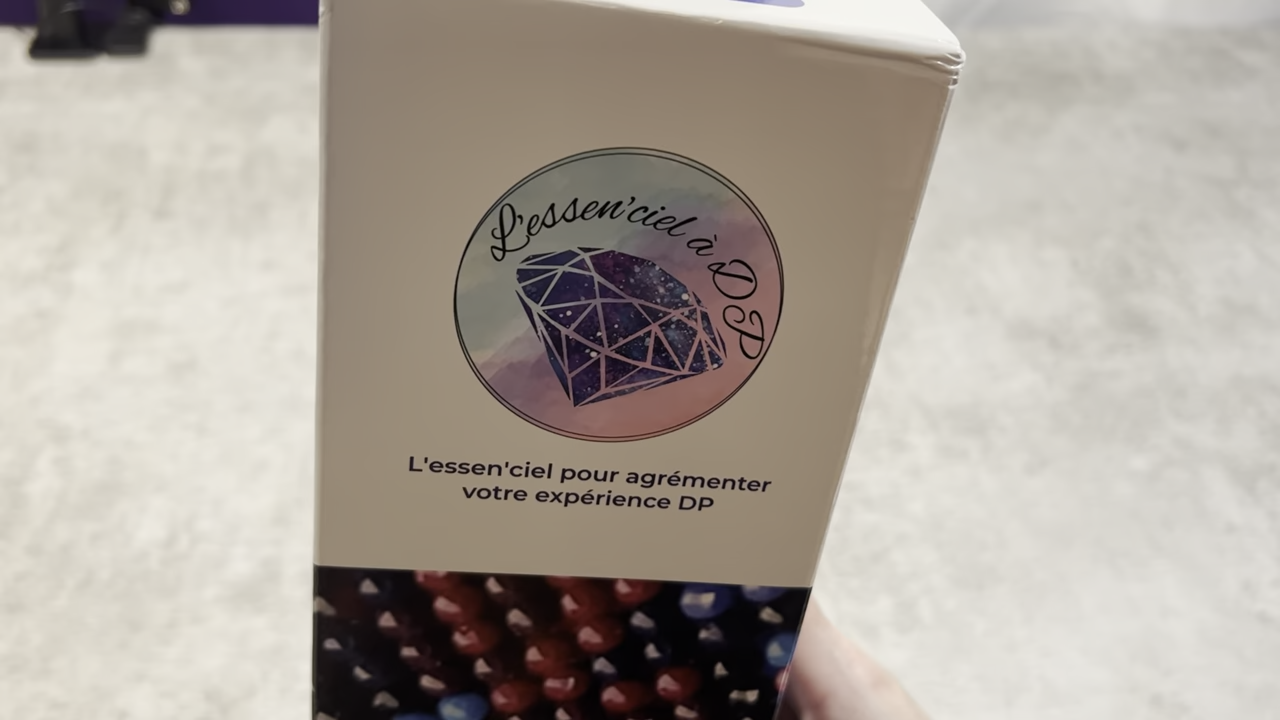 L'essen'ciel à DP
L'essen'ciel pour agrémenter
votre expérience DP